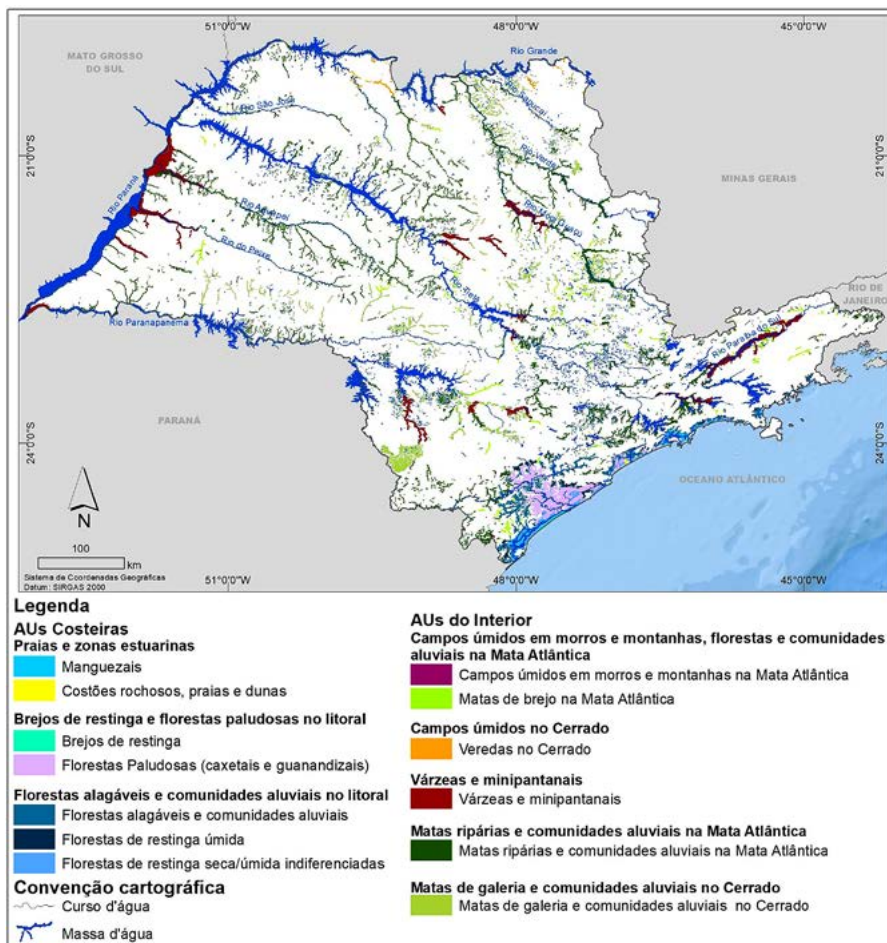 51°0'0"W
48°0'0"W
45°0'0"W
MATO GROSSO
DO SUL
Rio Grande
Rio São José
Rio Sapucaí
Rio Verde
21°0'0"S
21°0'0"S
MINAS GERAIS
Rio Paraná
Rio Aguapeí
Rio Mogi-Guaçu
Rio do Peixe
Rio Tietê
RIO DE
JANEIRO
Rio Paranapanema
Rio Paraíba do Sul
PARANÁ
24°0'0"S
24°0'0"S
OCEANO ATLÂNTICO
N
100
km
Sistema de Coordenadas Geográficas
Datum: SIRGAS 2000
51°0'0"W
48°0'0"W
45°0'0"W
Legenda
AUs Costeiras
Praias e zonas estuarinas
Manguezais
Costões rochosos, praias e dunas
Brejos de restinga e florestas paludosas no litoral
Brejos de restinga
Florestas Paludosas (caxetais e guanandizais)
Florestas alagáveis e comunidades aluviais no litoral
Florestas alagáveis e comunidades aluviais
Florestas de restinga úmida
Florestas de restinga seca/úmida indiferenciadas
Convenção cartográfica
Curso d'água
Massa d'água
AUs do Interior
Campos úmidos em morros e montanhas, florestas e comunidades
aluviais na Mata Atlântica
Campos úmidos em morros e montanhas na Mata Atlântica
Matas de brejo na Mata Atlântica
Campos úmidos no Cerrado
Veredas no Cerrado
Várzeas e minipantanais
Várzeas e minipantanais
Matas ripárias e comunidades aluviais na Mata Atlântica
Matas ripárias e comunidades aluviais na Mata Atlântica
Matas de galeria e comunidades aluviais no Cerrado
Matas de galeria e comunidades aluviais no Cerrado